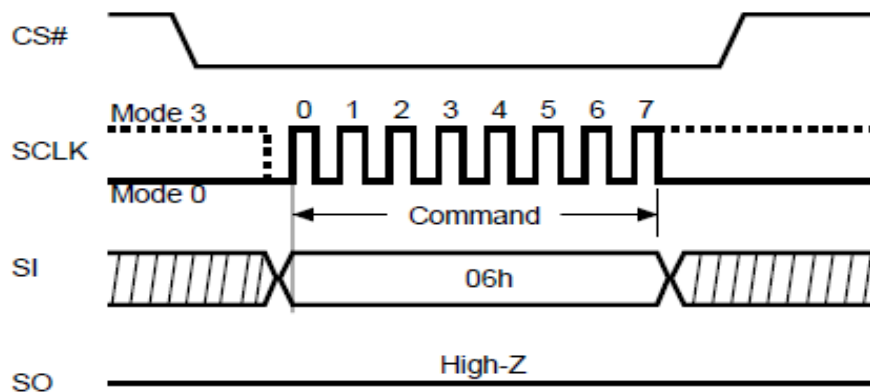 CS#
Mode 3
0 1 2 3 4 5 6 7
SCLK
Mode 0
Command
SI
06h
High-Z
SO